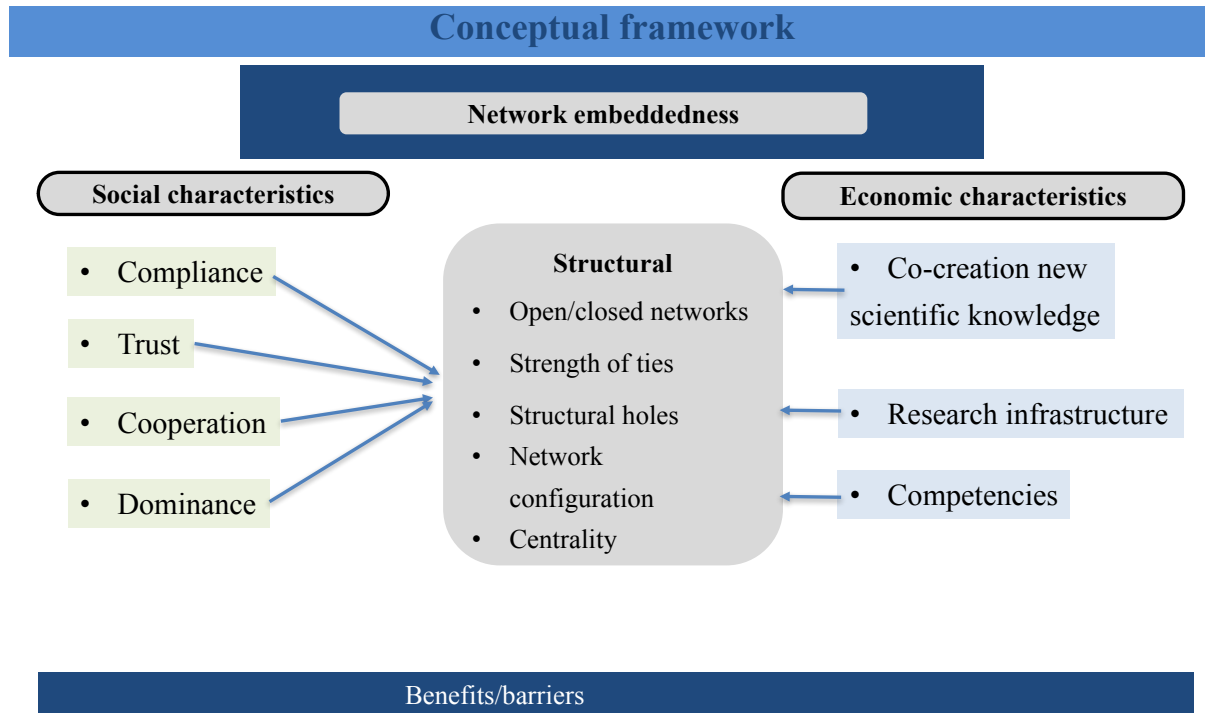 Conceptual framework
Network embeddedness
Social characteristics
• Compliance
• Trust
• Cooperation
• Dominance
Structural
• Open/closed networks
• Strength of ties
• Structural holes
• Network
configuration
• Centrality
Economic characteristics
• Co-creation new
scientific knowledge
• Research infrastructure
• Competencies
Benefits/barriers